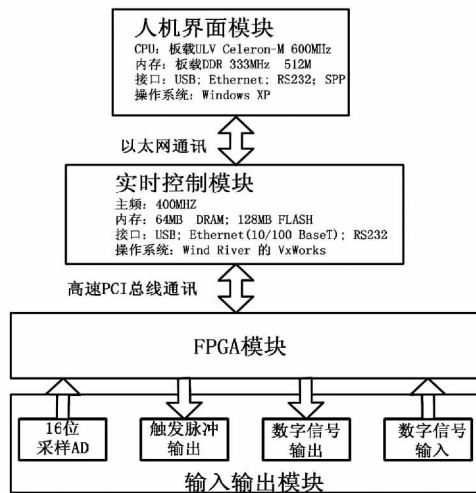 人机界面模块
CPU: 板载ULV Celeron-M 600MHz
内存: 板载DDR 333MHz 512M
接口: USB; Ethernet; RS232; SPP
操作系统: Windows XP
以太网通讯
实时控制模块
主频: 400MHZ
内存: 64MB DRAM; 128MB FLASH
接口: USB; Ethernet(10/100 BaseT); RS232
操作系统: Wind River 的 VxWorks
高速PCI总线通讯
FPGA模块
16位
采样AD
触发脉冲
输出
数字信号
输出
数字信号
输入
输入输出模块